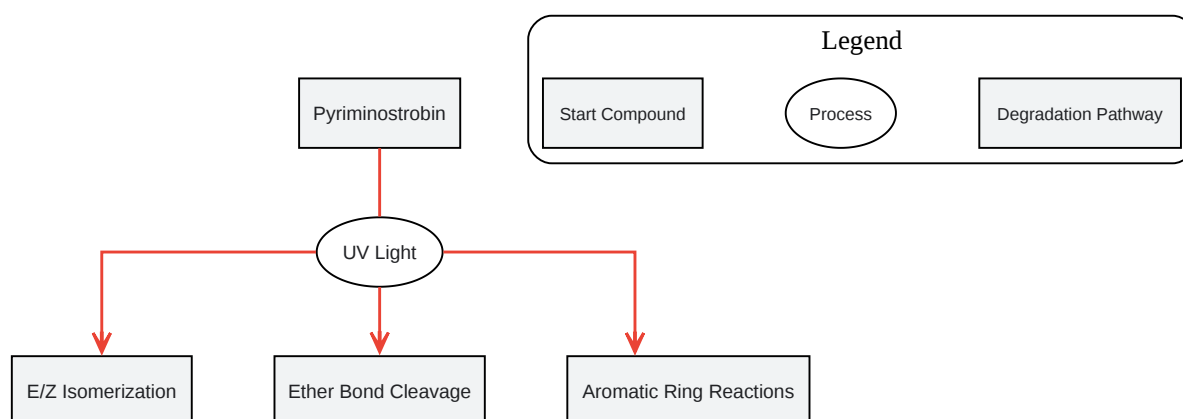 Legend
Pyriminostrobin
Start Compound
Process
Degradation Pathway
UV Light
E/Z Isomerization
Ether Bond Cleavage
Aromatic Ring Reactions